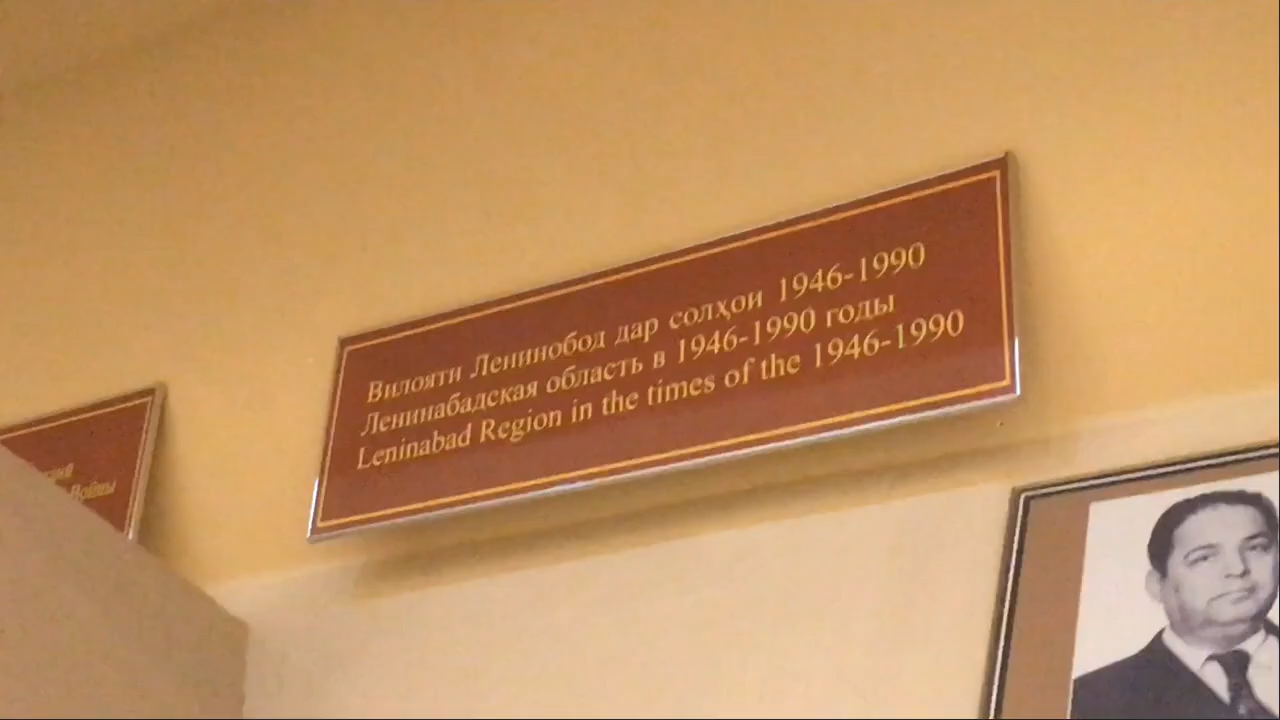 Вилояти Ленинобод дар солҳои 1946-1990
Ленинабадская область в 1946-1990 годы
Leninabad Region in the times of the 1946-1990
Войны